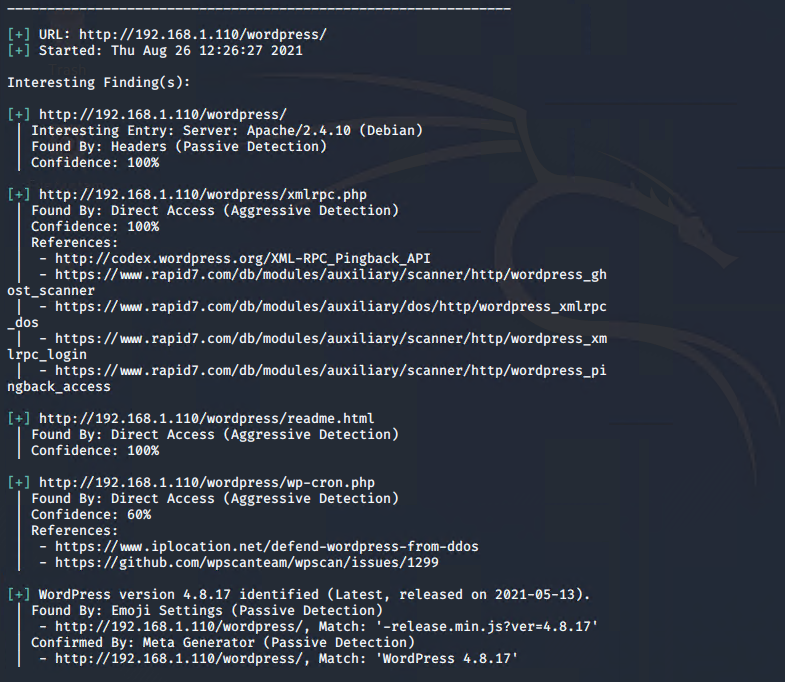 [+] URL: http://192.168.1.110/wordpress/
[+] Started: Thu Aug 26 12:26:27 2021
Interesting Finding(s):
[+] http://192.168.1.110/wordpress/
 | Interesting Entry: Server: Apache/2.4.10 (Debian)
 | Found By: Headers (Passive Detection)
 | Confidence: 100%
[+] http://192.168.1.110/wordpress/xmlrpc.php
 | Found By: Direct Access (Aggressive Detection)
 | Confidence: 100%
 | References:
 |  - http://codex.wordpress.org/XML-RPC_Pingback_API
 |  - https://www.rapid7.com/db/modules/auxiliary/scanner/http/wordpress_gh
ost_scanner
 |  - https://www.rapid7.com/db/modules/auxiliary/dos/http/wordpress_xmlrpc
_dos
 |  - https://www.rapid7.com/db/modules/auxiliary/scanner/http/wordpress_xm
lrpc_login
 |  - https://www.rapid7.com/db/modules/auxiliary/scanner/http/wordpress_pi
ngback_access
[+] http://192.168.1.110/wordpress/readme.html
 | Found By: Direct Access (Aggressive Detection)
 | Confidence: 100%
[+] http://192.168.1.110/wordpress/wp-cron.php
 | Found By: Direct Access (Aggressive Detection)
 | Confidence: 60%
 | References:
 |  - https://www.iplocation.net/defend-wordpress-from-ddos
 |  - https://github.com/wpscanteam/wpscan/issues/1299
[+] WordPress version 4.8.17 identified (Latest, released on 2021-05-13).
 | Found By: Emoji Settings (Passive Detection)
 |  - http://192.168.1.110/wordpress/, Match: '-release.min.js?ver=4.8.17'
 | Confirmed By: Meta Generator (Passive Detection)
 |  - http://192.168.1.110/wordpress/, Match: 'WordPress 4.8.17'